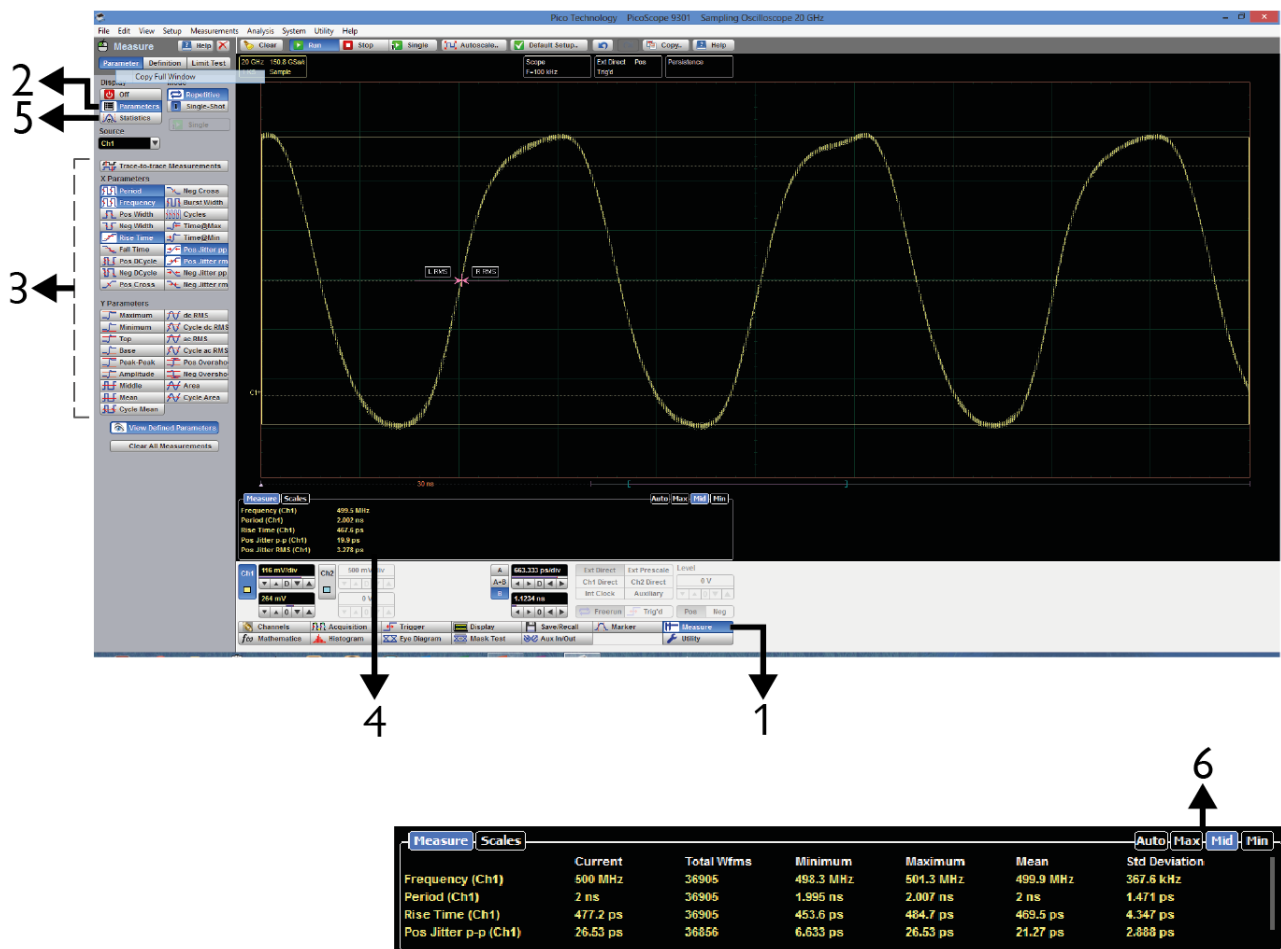 Pico Technology PicoScope 9301 Sampling Oscilloscope 20 GHz
File Edit View Setup Measurements Analysis System Utility Help
Measure Help Clear Run Stop Single Autoscale.. Default Setup.. Copy.. Help
Parameter Definition Limit Test
20 GHz 150.8 GSa/s
Sample
Scope
F=100 kHz
Ext Direct Pos
Trig'd
Persistence
Copy Full Window
Display
Off Repetitive
2
Parameters Single-Shot
5
Statistics Single
Source
Ch1
Trace-to-trace Measurements
X Parameters
Period Neg Cross
Frequency Burst Width
Pos Width Cycles
Neg Width Time@Max
Rise Time Time@Min
Fall Time Pos Jitter pp
Pos DCycle Pos Jitter rm
Neg DCycle Neg Jitter pp
Pos Cross Neg Jitter rm
3
L RMS R RMS
Y Parameters
Maximum dc RMS
Minimum Cycle dc RMS
Top ac RMS
Base Cycle ac RMS
Peak-Peak Pos Oversho
Amplitude Neg Oversho
Middle Area
Mean Cycle Area
Cycle Mean
C1
View Defined Parameters
Clear All Measurements
30 ns
Measure Scales Auto Max Mid Min
Frequency (Ch1) 499.5 MHz
Period (Ch1) 2.002 ns
Rise Time (Ch1) 467.6 ps
Pos Jitter p-p (Ch1) 19.9 ps
Pos Jitter RMS (Ch1) 3.278 ps
Ch1 116 mV/div Ch2 500 mV/div A 663.333 ps/div Ext Direct Ext Prescale Level
D A+B D Ch1 Direct Ch2 Direct 0 V
264 mV 0 V B 1.1234 ns Int Clock Auxiliary
0 0 Freerun Trig'd Pos Neg
Channels Acquisition Trigger Display Save/Recall Marker Measure
Mathematics Histogram Eye Diagram Mask Test Aux In/Out Utility
4
1
6
Measure Scales Auto Max Mid Min
Current Total Wfms Minimum Maximum Mean Std Deviation
Frequency (Ch1) 500 MHz 36905 498.3 MHz 501.3 MHz 499.9 MHz 367.6 kHz
Period (Ch1) 2 ns 36905 1.995 ns 2.007 ns 2 ns 1.471 ps
Rise Time (Ch1) 477.2 ps 36905 453.6 ps 484.7 ps 469.5 ps 4.347 ps
Pos Jitter p-p (Ch1) 26.53 ps 36856 6.633 ps 26.53 ps 21.27 ps 2.888 ps